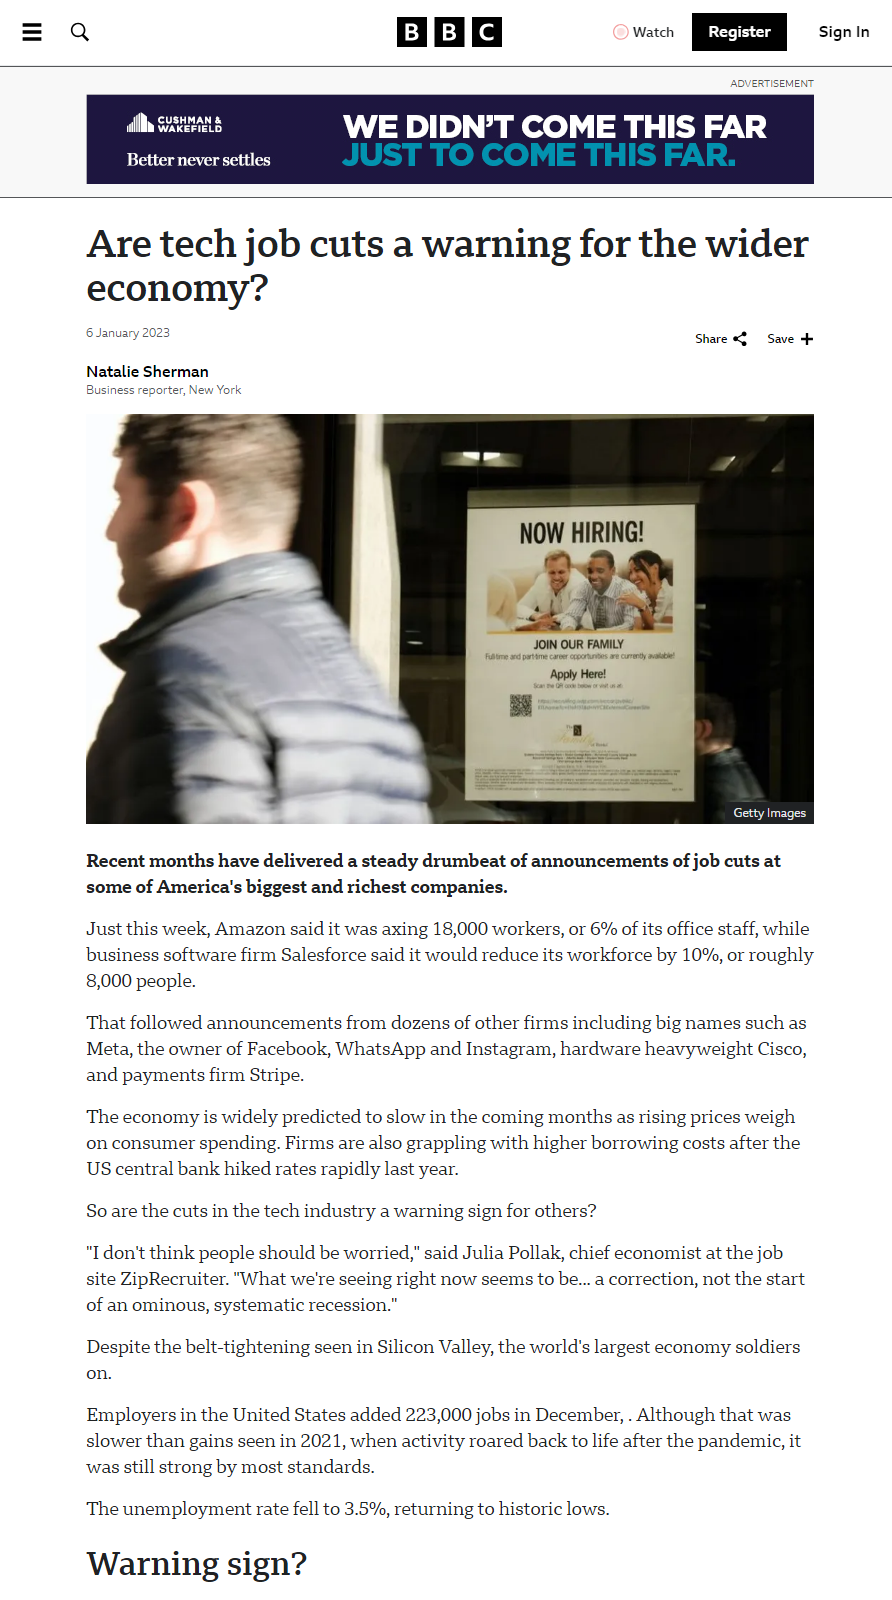 BBC
Watch
Register
Sign In
ADVERTISEMENT
CUSHMAN &
WAKEFIELD
Better never settles
WE DIDN'T COME THIS FAR
JUST TO COME THIS FAR.
Are tech job cuts a warning for the wider
economy?
6 January 2023
Share
Save
Natalie Sherman
Business reporter, New York
NOW HIRING!
JOIN OUR FAMILY
Full-time and part-time career opportunities are currently available!
Apply Here!
Scan the QR code below or visit us at:
Getty Images
Recent months have delivered a steady drumbeat of announcements of job cuts at
some of America's biggest and richest companies.
Just this week, Amazon said it was axing 18,000 workers, or 6% of its office staff, while
business software firm Salesforce said it would reduce its workforce by 10%, or roughly
8,000 people.
That followed announcements from dozens of other firms including big names such as
Meta, the owner of Facebook, WhatsApp and Instagram, hardware heavyweight Cisco,
and payments firm Stripe.
The economy is widely predicted to slow in the coming months as rising prices weigh
on consumer spending. Firms are also grappling with higher borrowing costs after the
US central bank hiked rates rapidly last year.
So are the cuts in the tech industry a warning sign for others?
"I don't think people should be worried," said Julia Pollak, chief economist at the job
site ZipRecruiter. "What we're seeing right now seems to be... a correction, not the start
of an ominous, systematic recession."
Despite the belt-tightening seen in Silicon Valley, the world's largest economy soldiers
on.
Employers in the United States added 223,000 jobs in December, . Although that was
slower than gains seen in 2021, when activity roared back to life after the pandemic, it
was still strong by most standards.
The unemployment rate fell to 3.5%, returning to historic lows.
Warning sign?